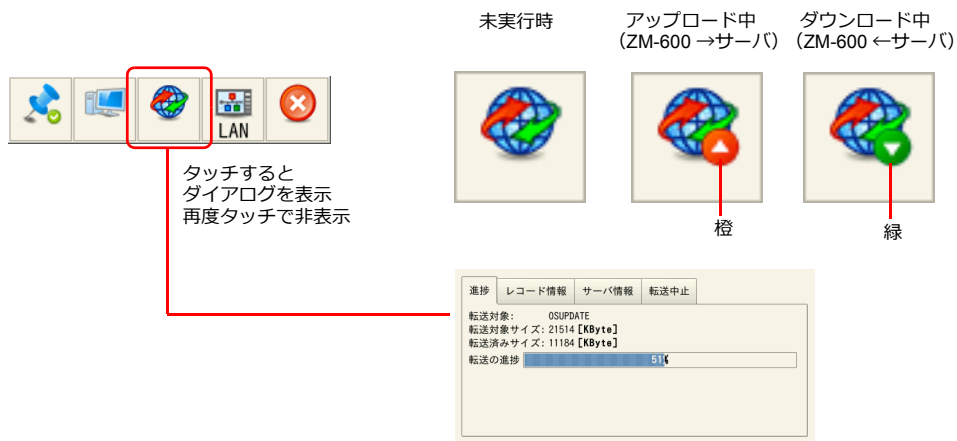 未実行時
アップロード中
（ZM-600 →サーバ）
ダウンロード中
（ZM-600 ←サーバ）
LAN
タッチすると
ダイアログを表示
再度タッチで非表示
橙
緑
進捗 レコード情報 サーバ情報 転送中止
転送対象: OSUPDATE
転送対象サイズ: 21514 [KByte]
転送済みサイズ: 11184 [KByte]
転送の進捗 51%